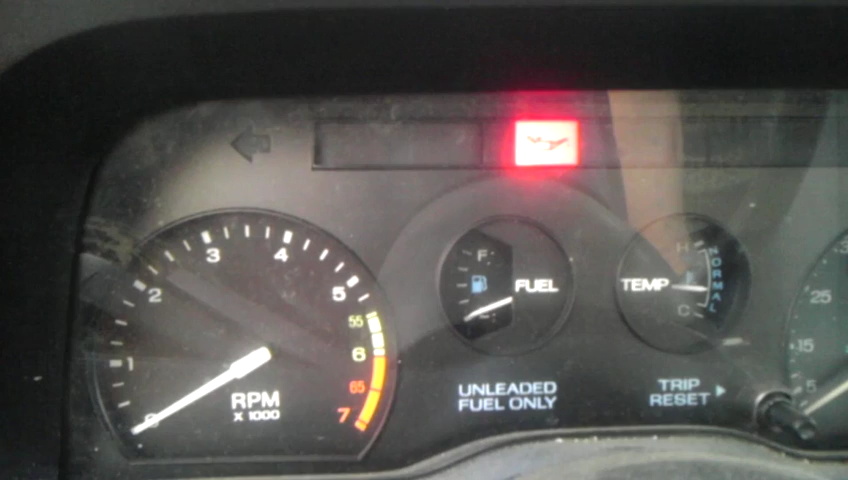 0
1
2
3
4
5
55
6
65
7
RPM
X 1000
F
FUEL
UNLEADED
FUEL ONLY
H
TEMP
NORMAL
C
TRIP
RESET
25
15
5